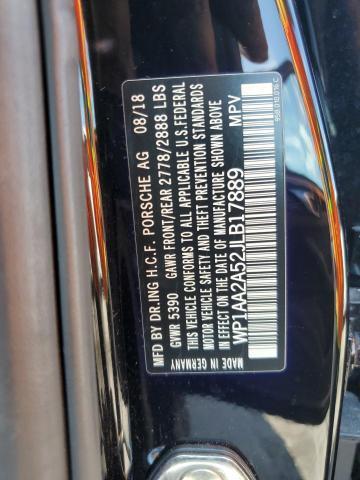 MFD BY DR.ING H.C.F. PORSCHE AG 08/18
GVWR 5390 GAWR FRONT/REAR 2778/2888 LBS
THIS VEHICLE CONFORMS TO ALL APPLICABLE U.S.FEDERAL
MOTOR VEHICLE SAFETY AND THEFT PREVENTION STANDARDS
IN EFFECT ON THE DATE OF MANUFACTURE SHOWN ABOVE
WP1AA2A52JLB17889 MPV
MADE IN GERMANY